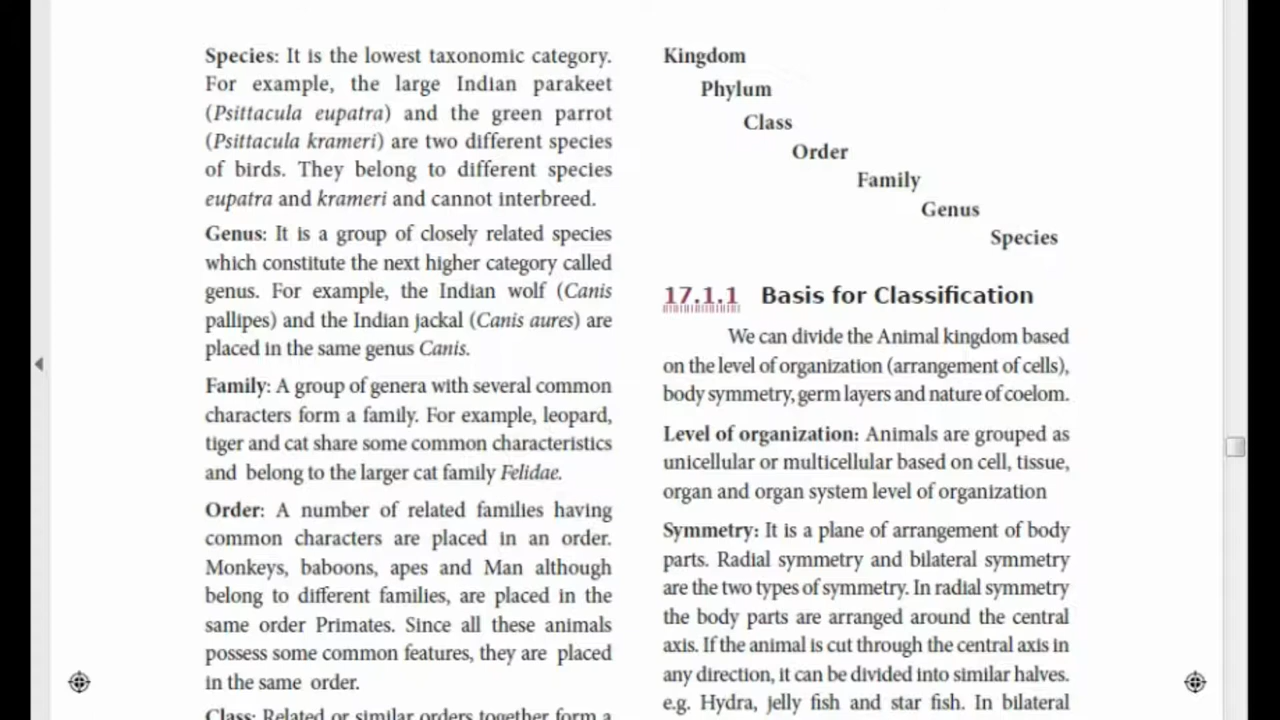 Species: It is the lowest taxonomic category.
For example, the large Indian parakeet
(Psittacula eupatra) and the green parrot
(Psittacula krameri) are two different species
of birds. They belong to different species
eupatra and krameri and cannot interbreed.
Genus: It is a group of closely related species
which constitute the next higher category called
genus. For example, the Indian wolf (Canis
pallipes) and the Indian jackal (Canis aures) are
placed in the same genus Canis.
Family: A group of genera with several common
characters form a family. For example, leopard,
tiger and cat share some common characteristics
and belong to the larger cat family Felidae.
Order: A number of related families having
common characters are placed in an order.
Monkeys, baboons, apes and Man although
belong to different families, are placed in the
same order Primates. Since all these animals
possess some common features, they are placed
in the same order.
Class: Related or similar orders together form a
Kingdom
Phylum
Class
Order
Family
Genus
Species
17.1.1 Basis for Classification
We can divide the Animal kingdom based
on the level of organization (arrangement of cells),
body symmetry, germ layers and nature of coelom.
Level of organization: Animals are grouped as
unicellular or multicellular based on cell, tissue,
organ and organ system level of organization
Symmetry: It is a plane of arrangement of body
parts. Radial symmetry and bilateral symmetry
are the two types of symmetry. In radial symmetry
the body parts are arranged around the central
axis. If the animal is cut through the central axis in
any direction, it can be divided into similar halves.
e.g. Hydra, jelly fish and star fish. In bilateral